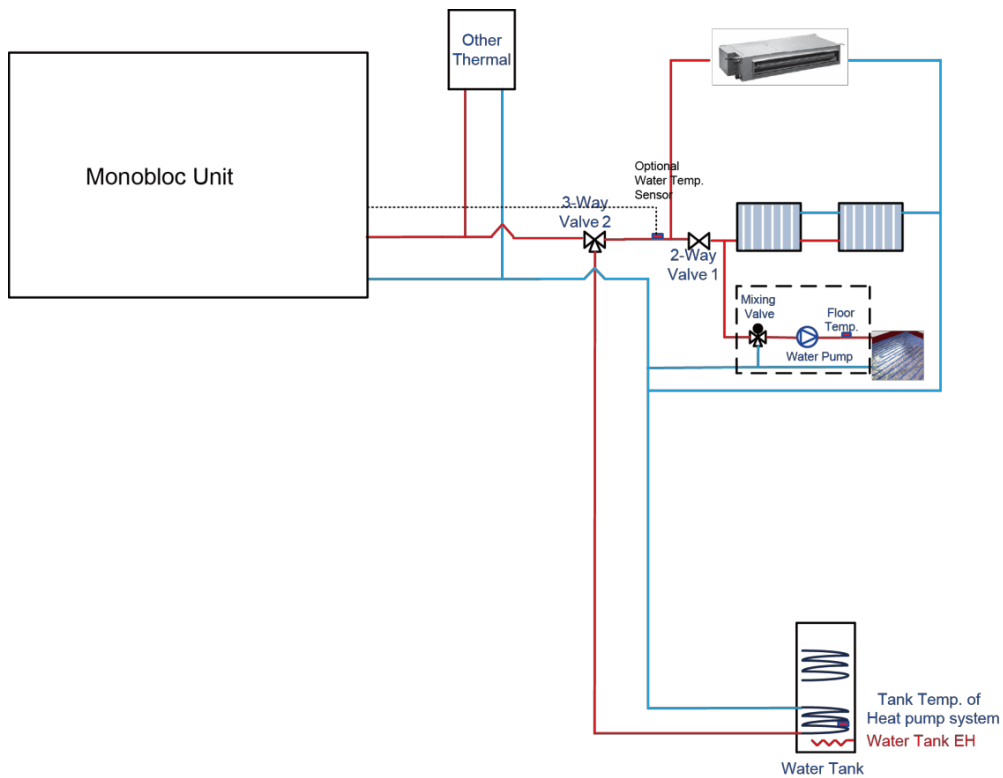 Other
Thermal
Monobloc Unit
Optional
Water Temp.
Sensor
3-Way
Valve 2
2-Way
Valve 1
Mixing
Valve
Floor
Temp.
Water Pump
Tank Temp. of
Heat pump system
Water Tank EH
Water Tank